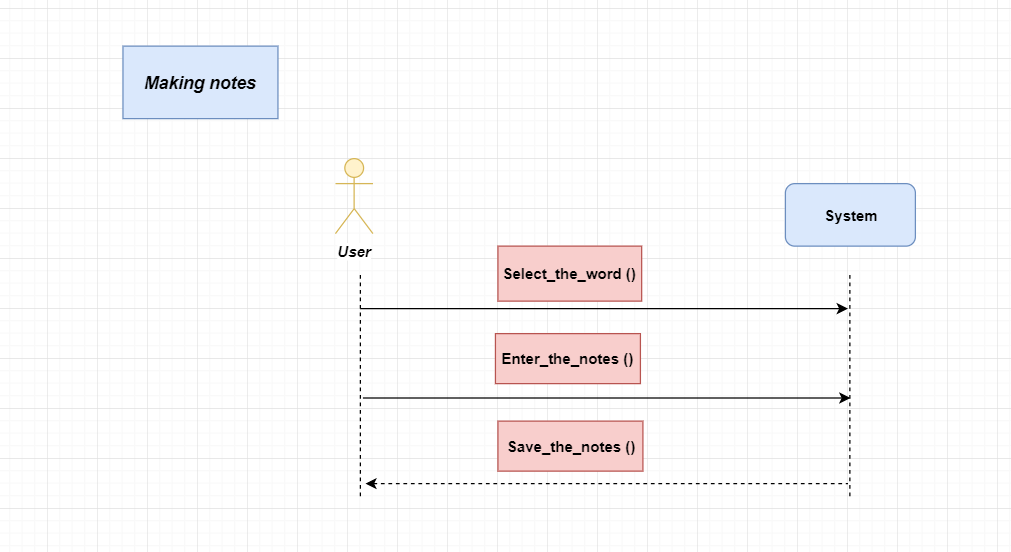 Making notes
User
System
Select_the_word ()
Enter_the_notes ()
Save_the_notes ()